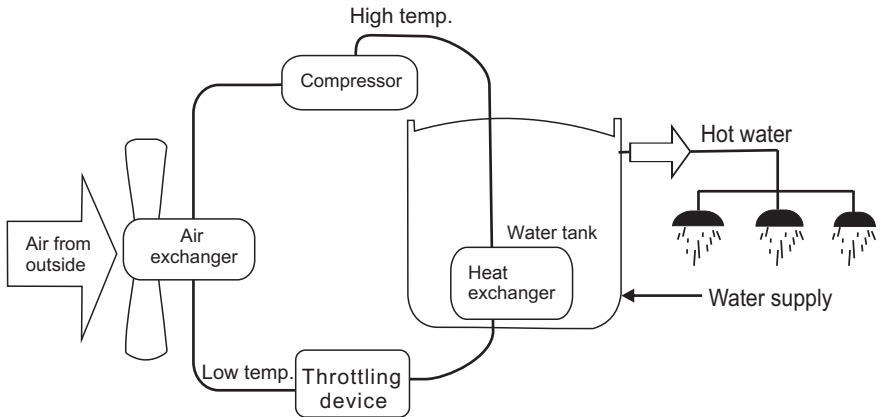 High temp.
Compressor
Hot water
Air from
outside
Air
exchanger
Water tank
Heat
exchanger
Water supply
Low temp.
Throttling
device